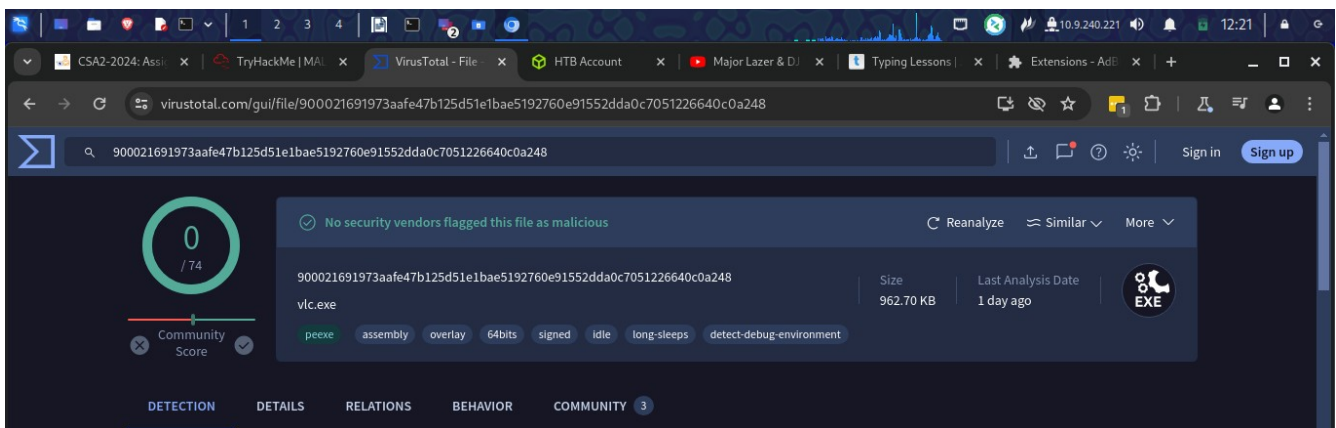 1 2 3 4 2 10.9.240.221 12:21
CSA2-2024: Assi TryHackMe | MAL VirusTotal - File - HTB Account Major Lazer & DJ Typing Lessons | Extensions - AdB
virustotal.com/gui/file/900021691973aafe47b125d51e1bae5192760e91552dda0c7051226640c0a248 1
900021691973aafe47b125d51e1bae5192760e91552dda0c7051226640c0a248 Sign in Sign up
No security vendors flagged this file as malicious Reanalyze Similar More
0
/ 74
900021691973aafe47b125d51e1bae5192760e91552dda0c7051226640c0a248 Size Last Analysis Date
vlc.exe 962.70 KB 1 day ago EXE
peexe assembly overlay 64bits signed idle long-sleeps detect-debug-environment
Community
Score
DETECTION DETAILS RELATIONS BEHAVIOR COMMUNITY 3